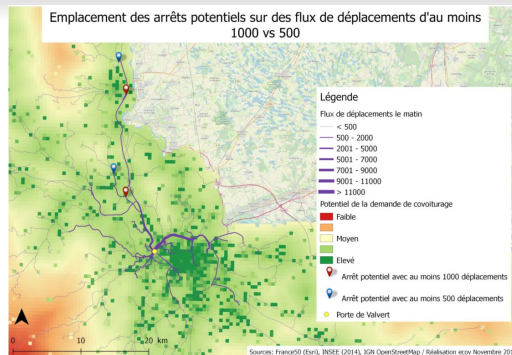 Emplacement des arrêts potentiels sur des flux de déplacements d'au moins
1000 vs 500
Légende
Flux de déplacements le matin
< 500
500 - 2000
2001 - 5000
5001 - 7000
7001 - 9000
9001 - 11000
> 11000
Potentiel de la demande de covoiturage
Faible
Moyen
Elevé
Arrêt potentiel avec au moins 1000 déplacements
Arrêt potentiel avec au moins 500 déplacements
Porte de Valvert
0 10 20 km
Sources: France50 (Esri), INSEE (2014), IGN OpenStreetMap / Réalisation ecov Novembre 201